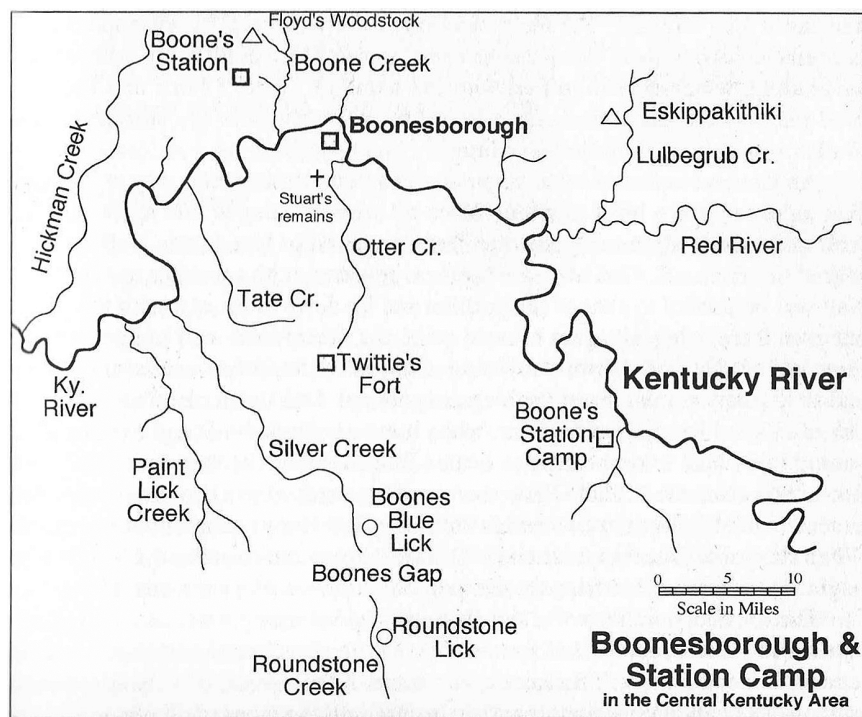 Floyd's Woodstock
Boone's
Station
Boone Creek
Boonesborough
Eskippakithiki
Lulbegrub Cr.
Hickman Creek
Stuart's
remains
Otter Cr.
Red River
Tate Cr.
Twittie's
Fort
Ky.
River
Kentucky River
Boone's
Station
Camp
Silver Creek
Paint
Lick
Creek
Boones
Blue
Lick
Boones Gap
0 5 10
Scale in Miles
Roundstone
Lick
Roundstone
Creek
Boonesborough &
Station Camp
in the Central Kentucky Area